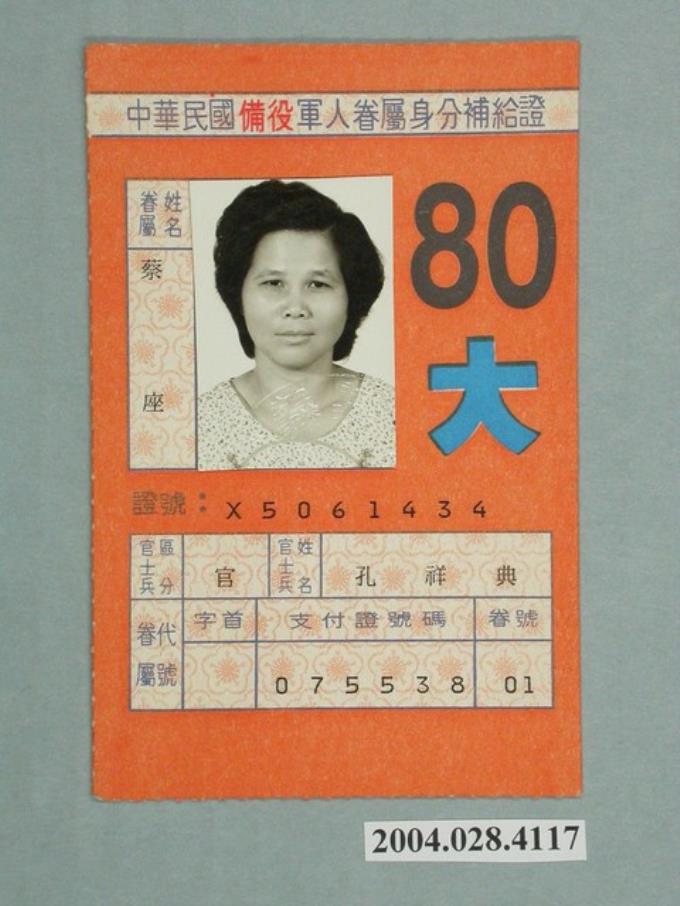 中華民國備役軍人眷屬身分補給證
眷屬姓名
蔡座
80
大
證號：X5061434
官士兵區分
官
官士兵姓名
孔祥典
眷屬代號
字首
支付證號碼
眷號
075538
01
2004.028.4117